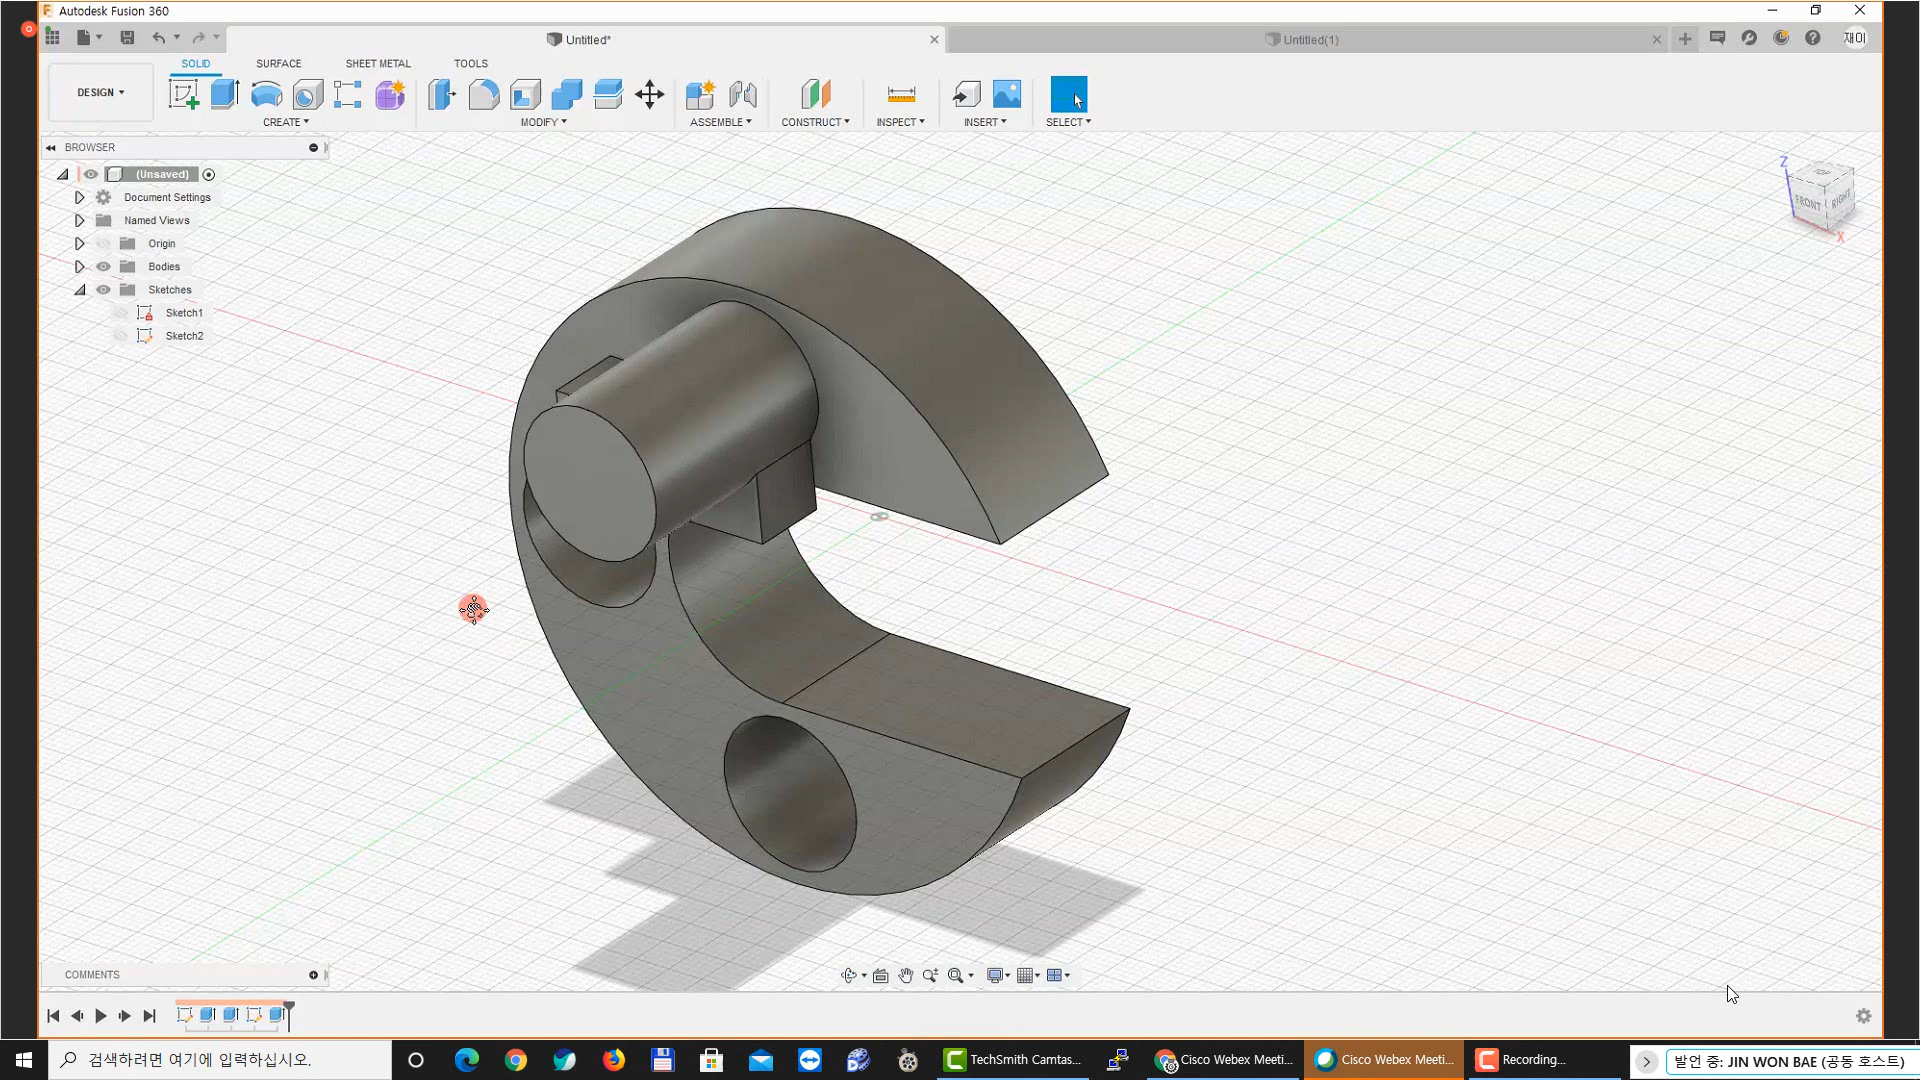 Autodesk Fusion 360
Untitled*
Untitled(1)
재이
DESIGN
SOLID
SURFACE
SHEET METAL
TOOLS
CREATE
MODIFY
ASSEMBLE
CONSTRUCT
INSPECT
INSERT
SELECT
BROWSER
(Unsaved)
Document Settings
Named Views
Origin
Bodies
Sketches
Sketch1
Sketch2
Z
FRONT
RIGHT
X
COMMENTS
검색하려면 여기에 입력하십시오.
TechSmith Camtas...
Cisco Webex Meeti...
Cisco Webex Meeti...
Recording...
발언 중: JIN WON BAE (공동 호스트)